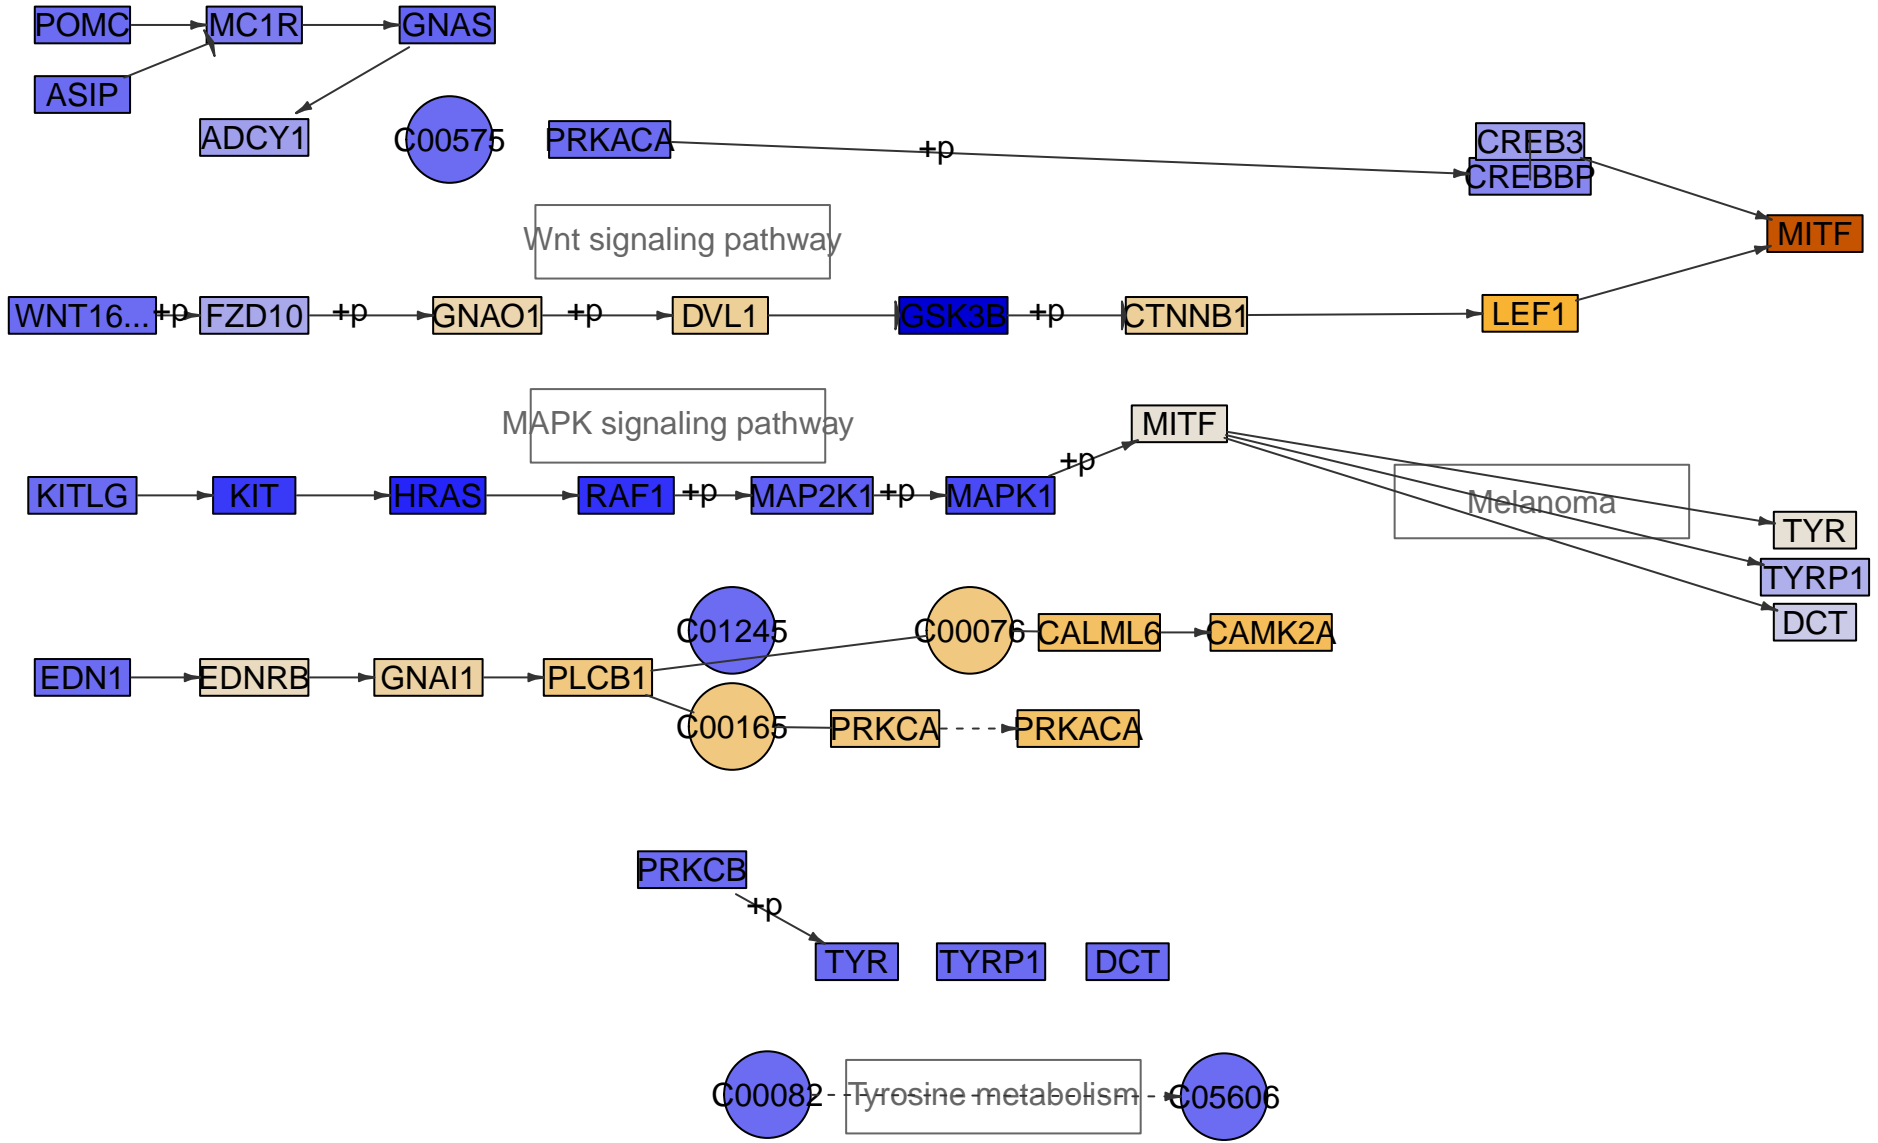 POMC
MC1R
GNAS
ASIP
ADCY1
C00575
PRKACA
+p
CREB3
CREBBP
Wnt signaling pathway
MITF
WNT16...
+p
FZD10
+p
GNAO1
+p
DVL1
GSK3B
+p
CTNNB1
LEF1
MAPK signaling pathway
MITF
+p
KITLG
KIT
HRAS
RAF1
+p
MAP2K1
+p
MAPK1
Melanoma
TYR
TYRP1
DCT
C01245
C00076
CALML6
CAMK2A
EDN1
EDNRB
GNAI1
PLCB1
C00165
PRKCA
PRKACA
PRKCB
+p
TYR
TYRP1
DCT
C00082
Tyrosine metabolism
C05606